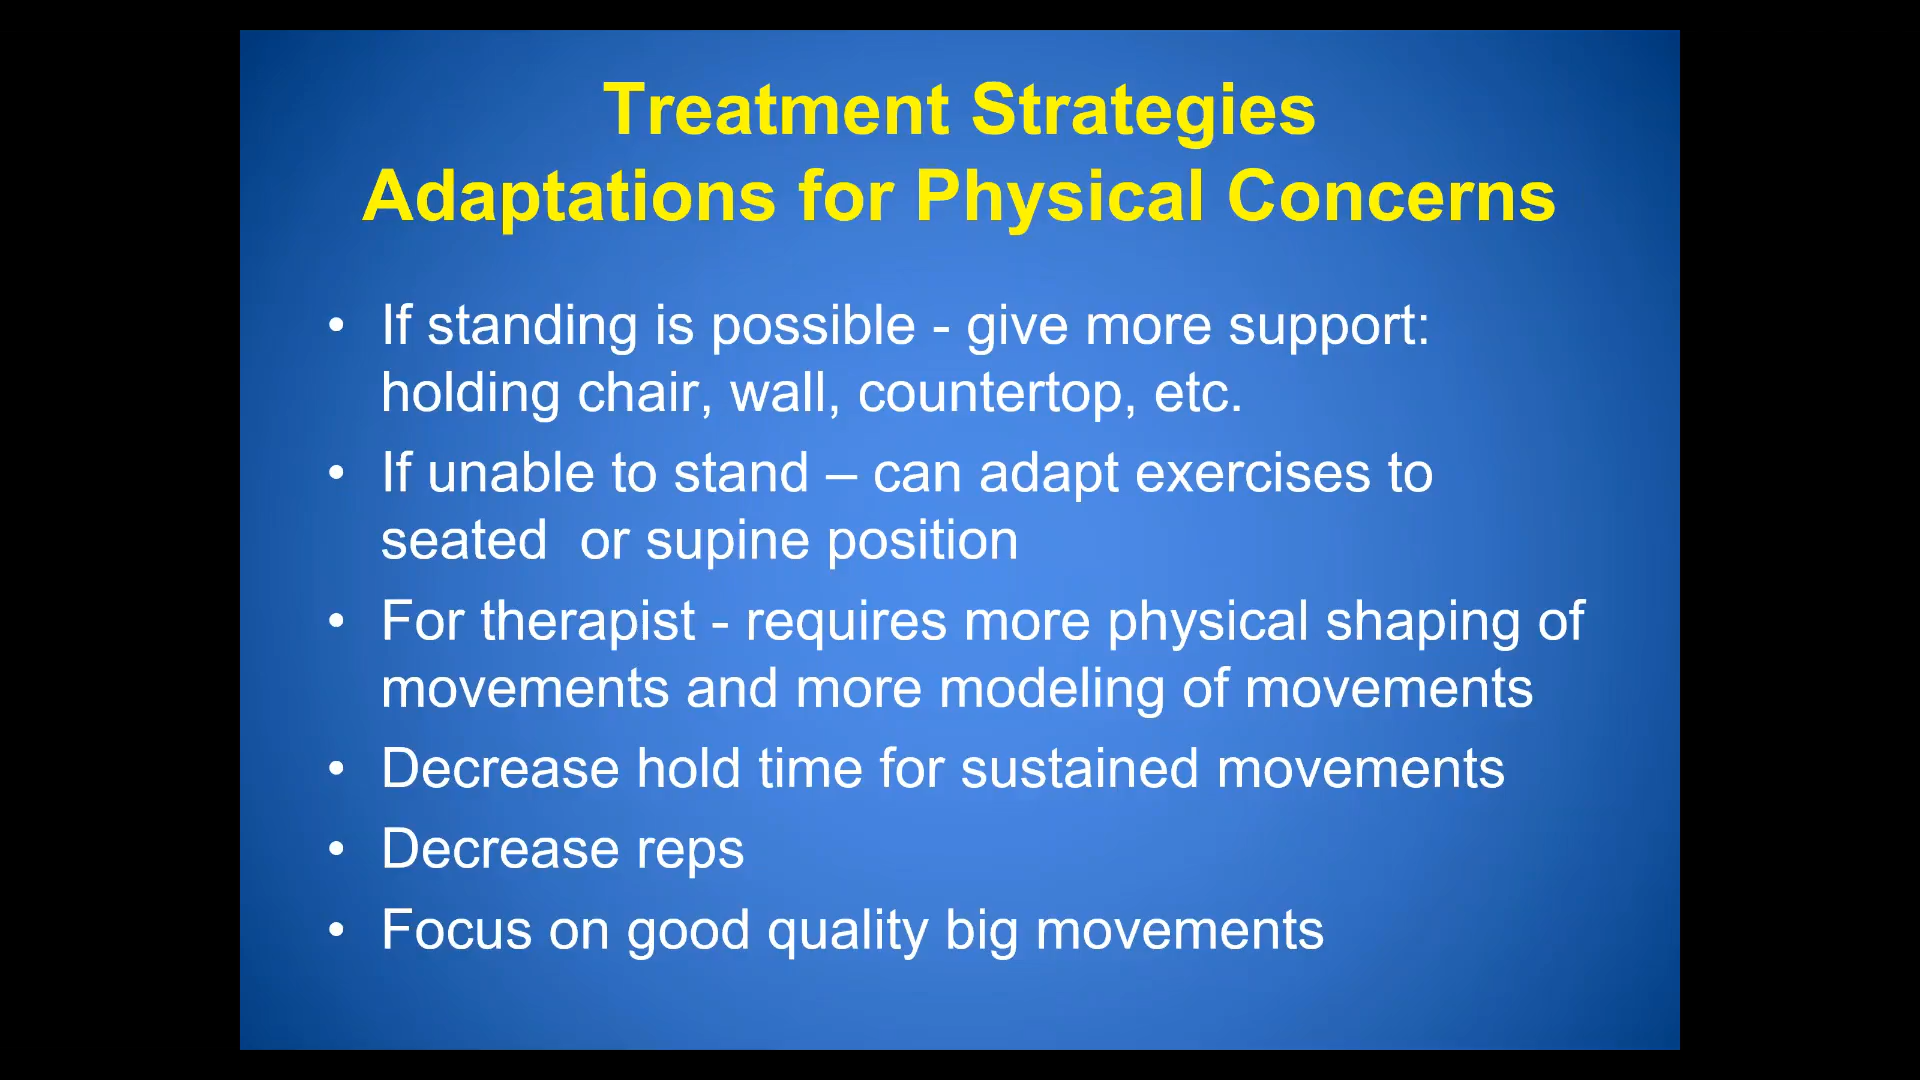 Treatment Strategies
Adaptations for Physical Concerns
• If standing is possible - give more support:
holding chair, wall, countertop, etc.
• If unable to stand – can adapt exercises to
seated  or supine position
• For therapist - requires more physical shaping of
movements and more modeling of movements
• Decrease hold time for sustained movements
• Decrease reps
• Focus on good quality big movements